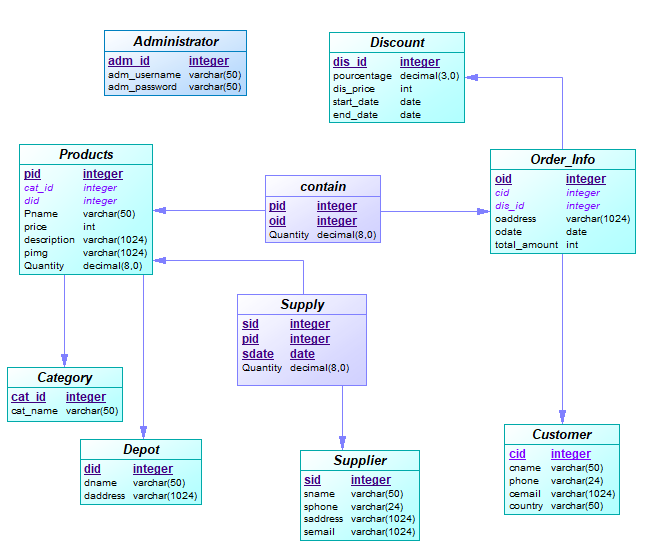 Administrator
adm_id integer
adm_username varchar(50)
adm_password varchar(50)
Discount
dis_id integer
pourcentage decimal(3,0)
dis_price int
start_date date
end_date date
Products
pid integer
cat_id integer
did integer
Pname varchar(50)
price int
description varchar(1024)
pimg varchar(1024)
Quantity decimal(8,0)
contain
pid integer
oid integer
Quantity decimal(8,0)
Order_Info
oid integer
cid integer
dis_id integer
oaddress varchar(1024)
odate date
total_amount int
Supply
sid integer
pid integer
sdate date
Quantity decimal(8,0)
Category
cat_id integer
cat_name varchar(50)
Depot
did integer
dname varchar(50)
daddress varchar(1024)
Supplier
sid integer
sname varchar(50)
sphone varchar(24)
saddress varchar(1024)
semail varchar(1024)
Customer
cid integer
cname varchar(50)
phone varchar(24)
cemail varchar(1024)
country varchar(50)